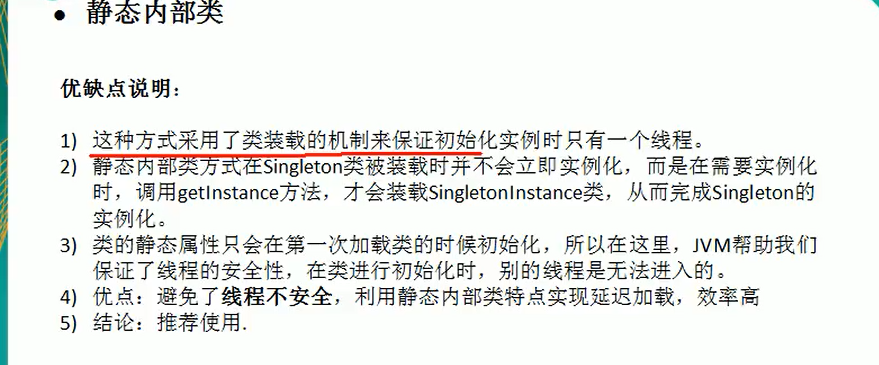 ● 静态内部类
优缺点说明：
1) 这种方式采用了类装载的机制来保证初始化实例时只有一个线程。
2) 静态内部类方式在Singleton类被装载时并不会立即实例化，而是在需要实例化
时，调用getInstance方法，才会装载SingletonInstance类，从而完成Singleton的
实例化。
3) 类的静态属性只会在第一次加载类的时候初始化，所以在这里，JVM帮助我们
保证了线程的安全性，在类进行初始化时，别的线程是无法进入的。
4) 优点：避免了线程不安全，利用静态内部类特点实现延迟加载，效率高
5) 结论：推荐使用.